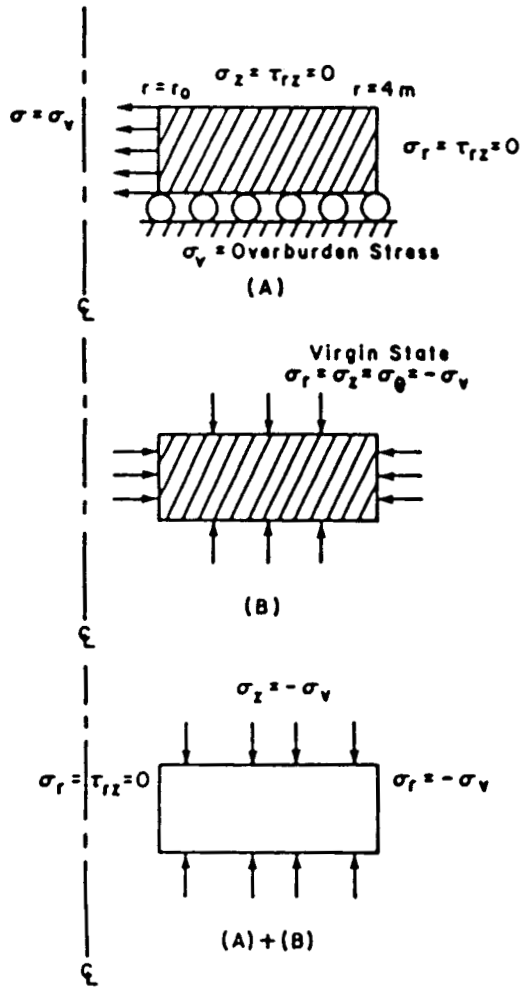 σz = τrz = 0
r = r0
r = 4m
σ = σv
σr = τrz = 0
σv = Overburden Stress
(A)
℄
Virgin State
σr = σz = σθ = -σv
(B)
℄
σz = -σv
σr = τrz = 0
σr = -σv
(A) + (B)
℄